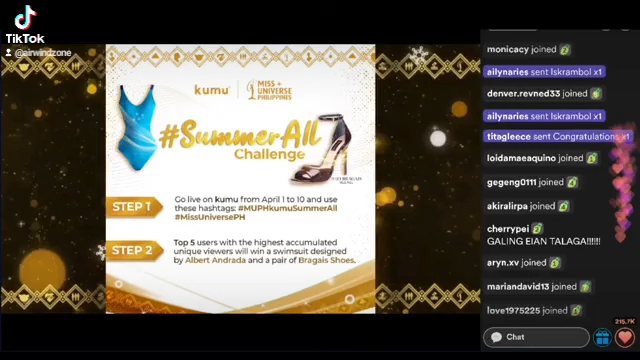 TikTok
@airwindzone
kumu
MISS
UNIVERSE
PHILIPPINES
#SummerAll
Challenge
STEP 1
Go live on kumu from April 1 to 10 and use
these hashtags: #MUPHkumuSummerAll
#MissUniversePH
STEP 2
Top 5 users with the highest accumulated
unique viewers will win a swimsuit designed
by Albert Andrada and a pair of Bragais Shoes.
monicacy joined
ailynaries sent Iskrambol x1
denver.revned33 joined
ailynaries sent Iskrambol x1
titagleece sent Congratulations x1
loidamaeaquino joined
gegeng0111 joined
akiralirpa joined
cherrypei
GALING EIAN TALAGA!!!!!!
aryn.xv joined
mariandavid13 joined
love1975225 joined
215.7K
Chat